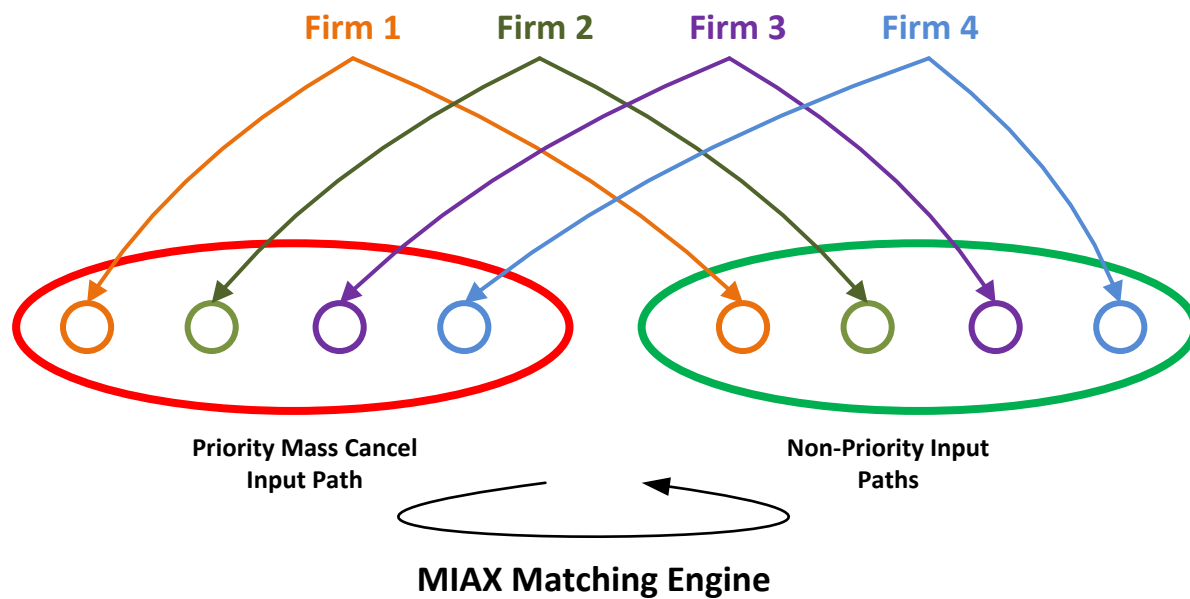 Firm 1 Firm 2 Firm 3 Firm 4
Priority Mass Cancel
Input Path
Non-Priority Input
Paths
MIAX Matching Engine